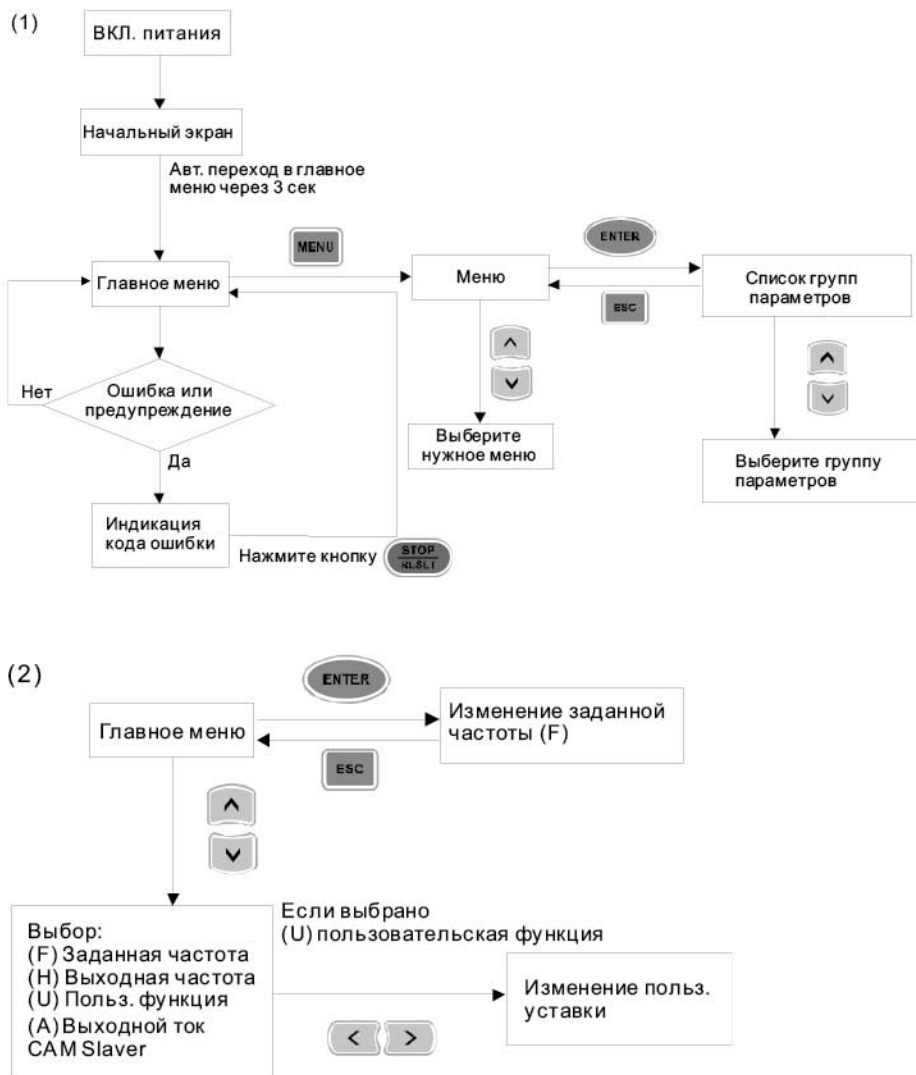 (1)
ВКЛ. питания
Начальный экран
Авт. переход в главное
меню через 3 сек
MENU
ENTER
Главное меню
Меню
Список групп
параметров
ESC
Нет
Ошибка или
предупреждение
Да
Выберите
нужное меню
Выберите группу
параметров
Индикация
кода ошибки
Нажмите кнопку
STOP
(2)
ENTER
Главное меню
Изменение заданной
частоты (F)
ESC
Выбор:
(F) Заданная частота
(H) Выходная частота
(U) Польз. функция
(A) Выходной ток
CAM Slaver
Если выбрано
(U) пользовательская функция
Изменение польз.
уставки